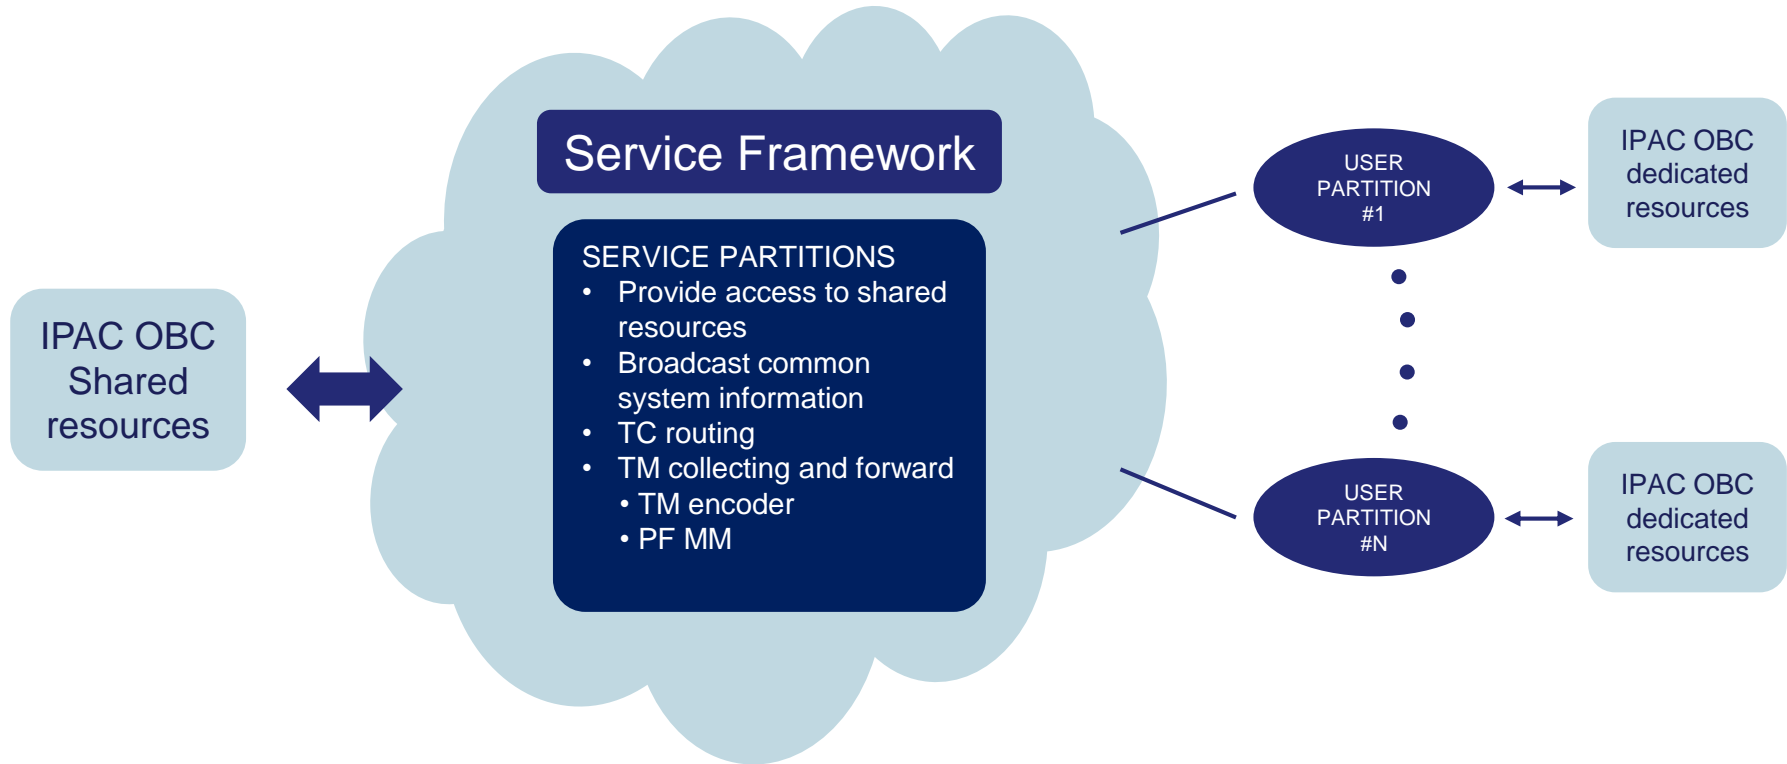 Service Framework
SERVICE PARTITIONS
• Provide access to shared
resources
• Broadcast common
system information
• TC routing
• TM collecting and forward
• TM encoder
• PF MM
IPAC OBC
Shared
resources
USER
PARTITION
#1
IPAC OBC
dedicated
resources
USER
PARTITION
#N
IPAC OBC
dedicated
resources